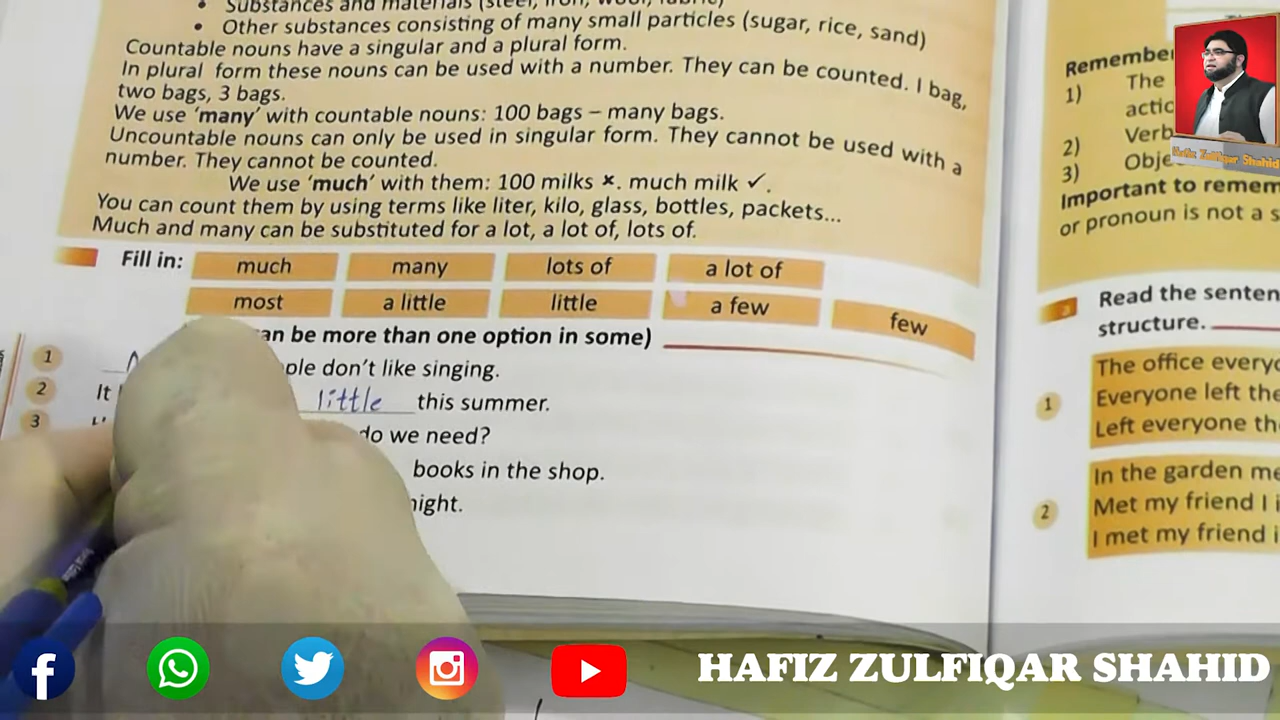 Substances and materials (steel, iron, wool, fabric)
• Other substances consisting of many small particles (sugar, rice, sand)
Countable nouns have a singular and a plural form.
In plural form these nouns can be used with a number. They can be counted. I bag,
two bags, 3 bags.
We use ‘many’ with countable nouns: 100 bags – many bags.
Uncountable nouns can only be used in singular form. They cannot be used with a
number. They cannot be counted.
We use ‘much’ with them: 100 milks ×. much milk ✓.
You can count them by using terms like liter, kilo, glass, bottles, packets...
Much and many can be substituted for a lot, a lot of, lots of.
Fill in:
much many lots of a lot of
most a little little a few few
an be more than one option in some)
1 ple don’t like singing.
2 It little this summer.
3 do we need?
books in the shop.
night.
Remember
1) The
actio
2) Verb
3) Obje
Important to remem
or pronoun is not a s
a Read the senten
structure.
1 The office everyo
Everyone left the
Left everyone th
2 In the garden me
Met my friend I i
I met my friend i
Hafiz Zulfiqar Shahid
HAFIZ ZULFIQAR SHAHID